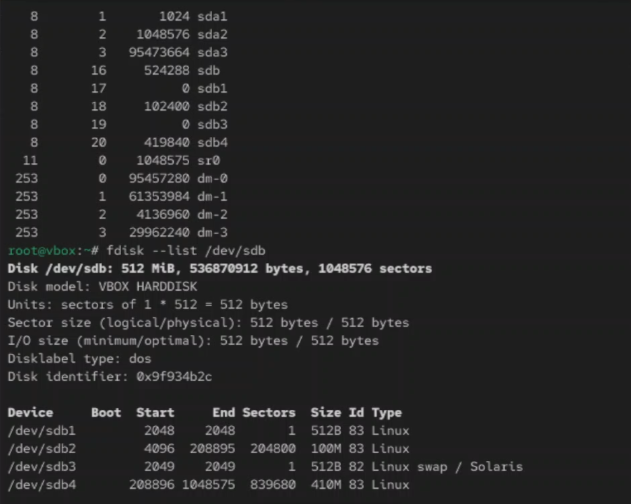 8 1 1024 sda1
8 2 1048576 sda2
8 3 95473664 sda3
8 16 524288 sdb
8 17 0 sdb1
8 18 102400 sdb2
8 19 0 sdb3
8 20 419840 sdb4
11 0 1048575 sr0
253 0 95457280 dm-0
253 1 61353984 dm-1
253 2 4136960 dm-2
253 3 29962240 dm-3
root@vbox:~# fdisk --list /dev/sdb
Disk /dev/sdb: 512 MiB, 536870912 bytes, 1048576 sectors
Disk model: VBOX HARDDISK
Units: sectors of 1 * 512 = 512 bytes
Sector size (logical/physical): 512 bytes / 512 bytes
I/O size (minimum/optimal): 512 bytes / 512 bytes
Disklabel type: dos
Disk identifier: 0x9f934b2c
Device Boot Start End Sectors Size Id Type
/dev/sdb1 2048 2048 1 512B 83 Linux
/dev/sdb2 4096 208895 204800 100M 83 Linux
/dev/sdb3 2049 2049 1 512B 82 Linux swap / Solaris
/dev/sdb4 208896 1048575 839680 410M 83 Linux